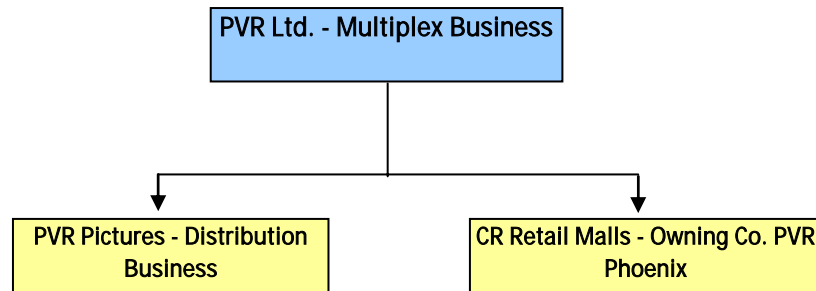 PVR Ltd. - Multiplex Business
PVR Pictures - Distribution
Business
CR Retail Malls - Owning Co. PVR
Phoenix